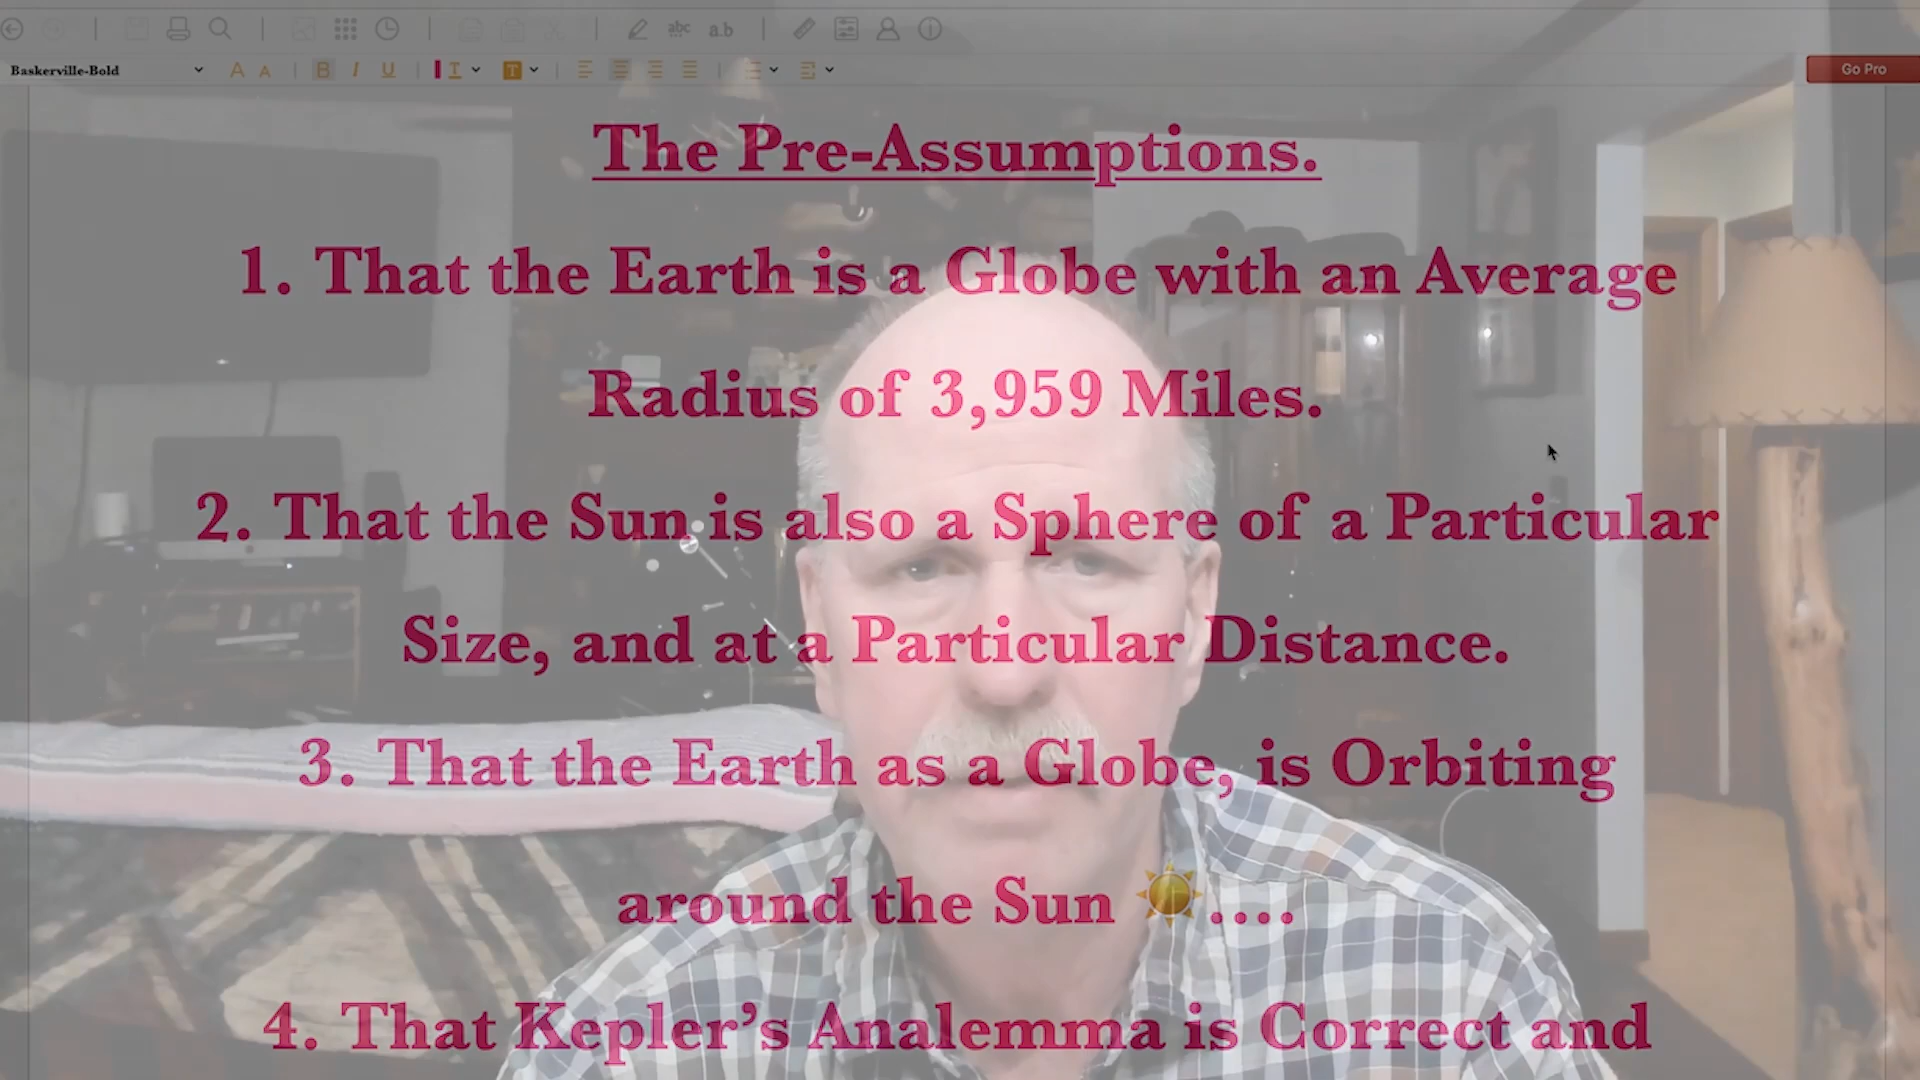 abc a.b
Baskerville-Bold A A B I U T T Go Pro
The Pre-Assumptions.
1. That the Earth is a Globe with an Average
Radius of 3,959 Miles.
2. That the Sun is also a Sphere of a Particular
Size, and at a Particular Distance.
3. That the Earth as a Globe, is Orbiting
around the Sun ☀️....
4. That Kepler's Analemma is Correct and